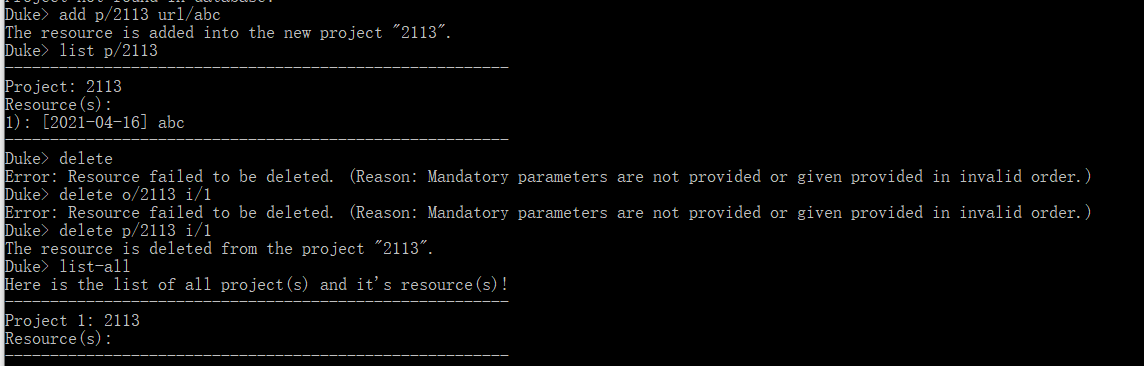 Project not found in database.
Duke> add p/2113 url/abc
The resource is added into the new project "2113".
Duke> list p/2113
--------------------------------------------------------
Project: 2113
Resource(s):
1): [2021-04-16] abc
--------------------------------------------------------
Duke> delete
Error: Resource failed to be deleted. (Reason: Mandatory parameters are not provided or given provided in invalid order.)
Duke> delete o/2113 i/1
Error: Resource failed to be deleted. (Reason: Mandatory parameters are not provided or given provided in invalid order.)
Duke> delete p/2113 i/1
The resource is deleted from the project "2113".
Duke> list-all
Here is the list of all project(s) and it's resource(s)!
--------------------------------------------------------
Project 1: 2113
Resource(s):
--------------------------------------------------------